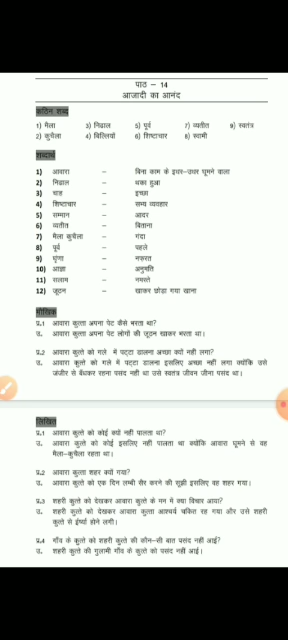 पाठ – 14
आजादी का आनंद
कठिन शब्द
1) मैला 3) निढाल 5) पूर्व 7) व्यतीत 9) स्वतंत्र
2) कुचैला 4) बिल्लियाँ 6) शिष्टाचार 8) स्वामी
शब्दार्थ
1) आवारा – बिना काम के इधर-उधर घूमने वाला
2) निढाल – थका हुआ
3) चाह – इच्छा
4) शिष्टाचार – सभ्य व्यवहार
5) सम्मान – आदर
6) व्यतीत – बिताना
7) मैला कुचैला – गंदा
8) पूर्व – पहले
9) घृणा – नफरत
10) आज्ञा – अनुमति
11) सलाम – नमस्ते
12) जूठन – खाकर छोड़ा गया खाना
मौखिक
प्र.1 आवारा कुत्ता अपना पेट कैसे भरता था?
उ. आवारा कुत्ता अपना पेट लोगों की जूठन खाकर भरता था।
प्र.2 आवारा कुत्ते को गले में पट्टा डालना अच्छा क्यों नहीं लगा?
उ. आवारा कुत्ते को गले में पट्टा डालना इसलिए अच्छा नहीं लगा क्योंकि उसे
जंजीर से बँधकर रहना पसंद नहीं था उसे स्वतंत्र जीवन जीना पसंद था।
लिखित
प्र.1 आवारा कुत्ते को कोई क्यों नहीं पालता था?
उ. आवारा कुत्ते को कोई इसलिए नहीं पालता था क्योंकि आवारा घूमने से वह
मैला-कुचैला रहता था।
प्र.2 आवारा कुत्ता शहर क्यों गया?
उ. आवारा कुत्ते को एक दिन लम्बी सैर करने की सूझी इसलिए वह शहर गया।
प्र.3 शहरी कुत्ते को देखकर आवारा कुत्ते के मन में क्या विचार आया?
उ. शहरी कुत्ते को देखकर आवारा कुत्ता आश्चर्य चकित रह गया और उसे शहरी
कुत्ते से ईर्ष्या होने लगी।
प्र.4 गाँव के कुत्ते को शहरी कुत्ते की कौन-सी बात पसंद नहीं आई?
उ. शहरी कुत्ते की गुलामी गाँव के कुत्ते को पसंद नहीं आई।